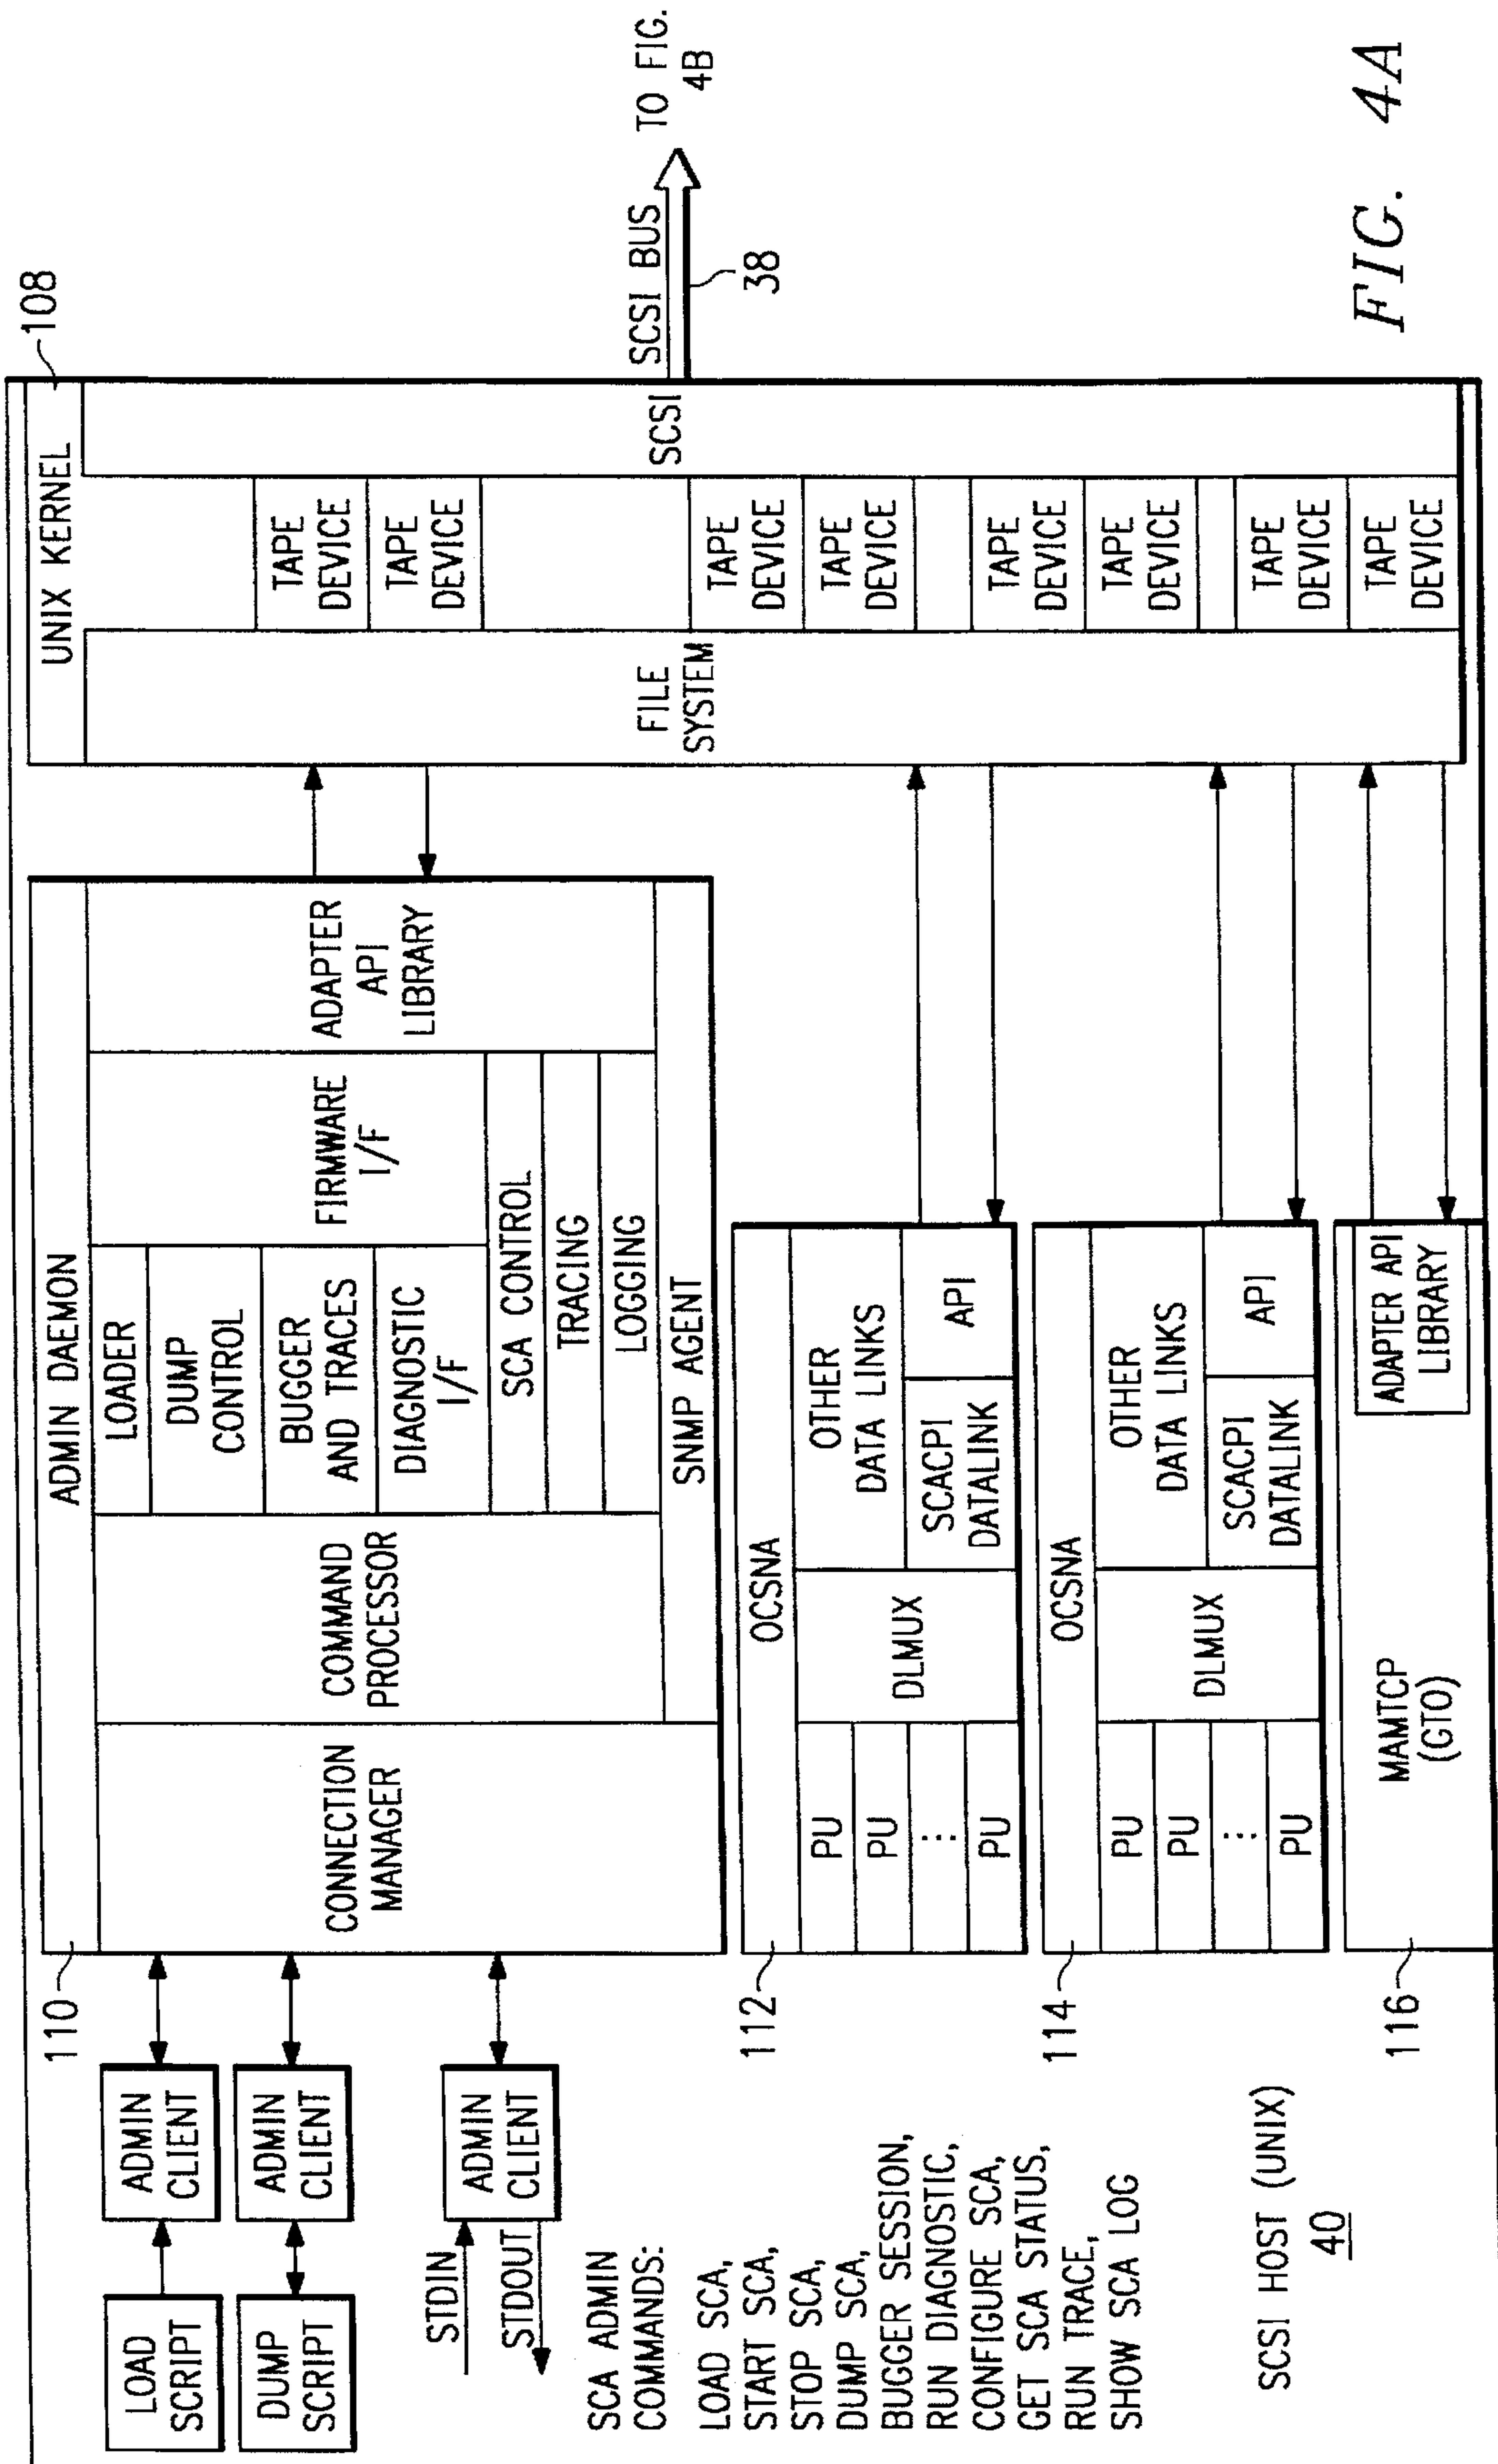 LOAD
SCRIPT
DUMP
SCRIPT
ADMIN
CLIENT
ADMIN
CLIENT
STDIN
STDOUT
ADMIN
CLIENT
SCA ADMIN
COMMANDS:
LOAD SCA,
START SCA,
STOP SCA,
DUMP SCA,
BUGGER SESSION,
RUN DIAGNOSTIC,
CONFIGURE SCA,
GET SCA STATUS,
RUN TRACE,
SHOW SCA LOG
SCSI HOST (UNIX)
40
110
ADMIN DAEMON
CONNECTION
MANAGER
COMMAND
PROCESSOR
LOADER
DUMP
CONTROL
BUGGER
AND TRACES
DIAGNOSTIC
I/F
SCA CONTROL
TRACING
LOGGING
FIRMWARE
I/F
ADAPTER
API
LIBRARY
SNMP AGENT
112
OCSNA
PU
PU
...
PU
DLMUX
OTHER
DATA LINKS
SCACPI
DATALINK
API
114
OCSNA
PU
PU
...
PU
DLMUX
OTHER
DATA LINKS
SCACPI
DATALINK
API
116
MAMTCP
(GTO)
ADAPTER API
LIBRARY
UNIX KERNEL
108
FILE
SYSTEM
TAPE
DEVICE
TAPE
DEVICE
TAPE
DEVICE
TAPE
DEVICE
TAPE
DEVICE
TAPE
DEVICE
TAPE
DEVICE
TAPE
DEVICE
SCSI
SCSI BUS
38
TO FIG.
4B
FIG. 4A